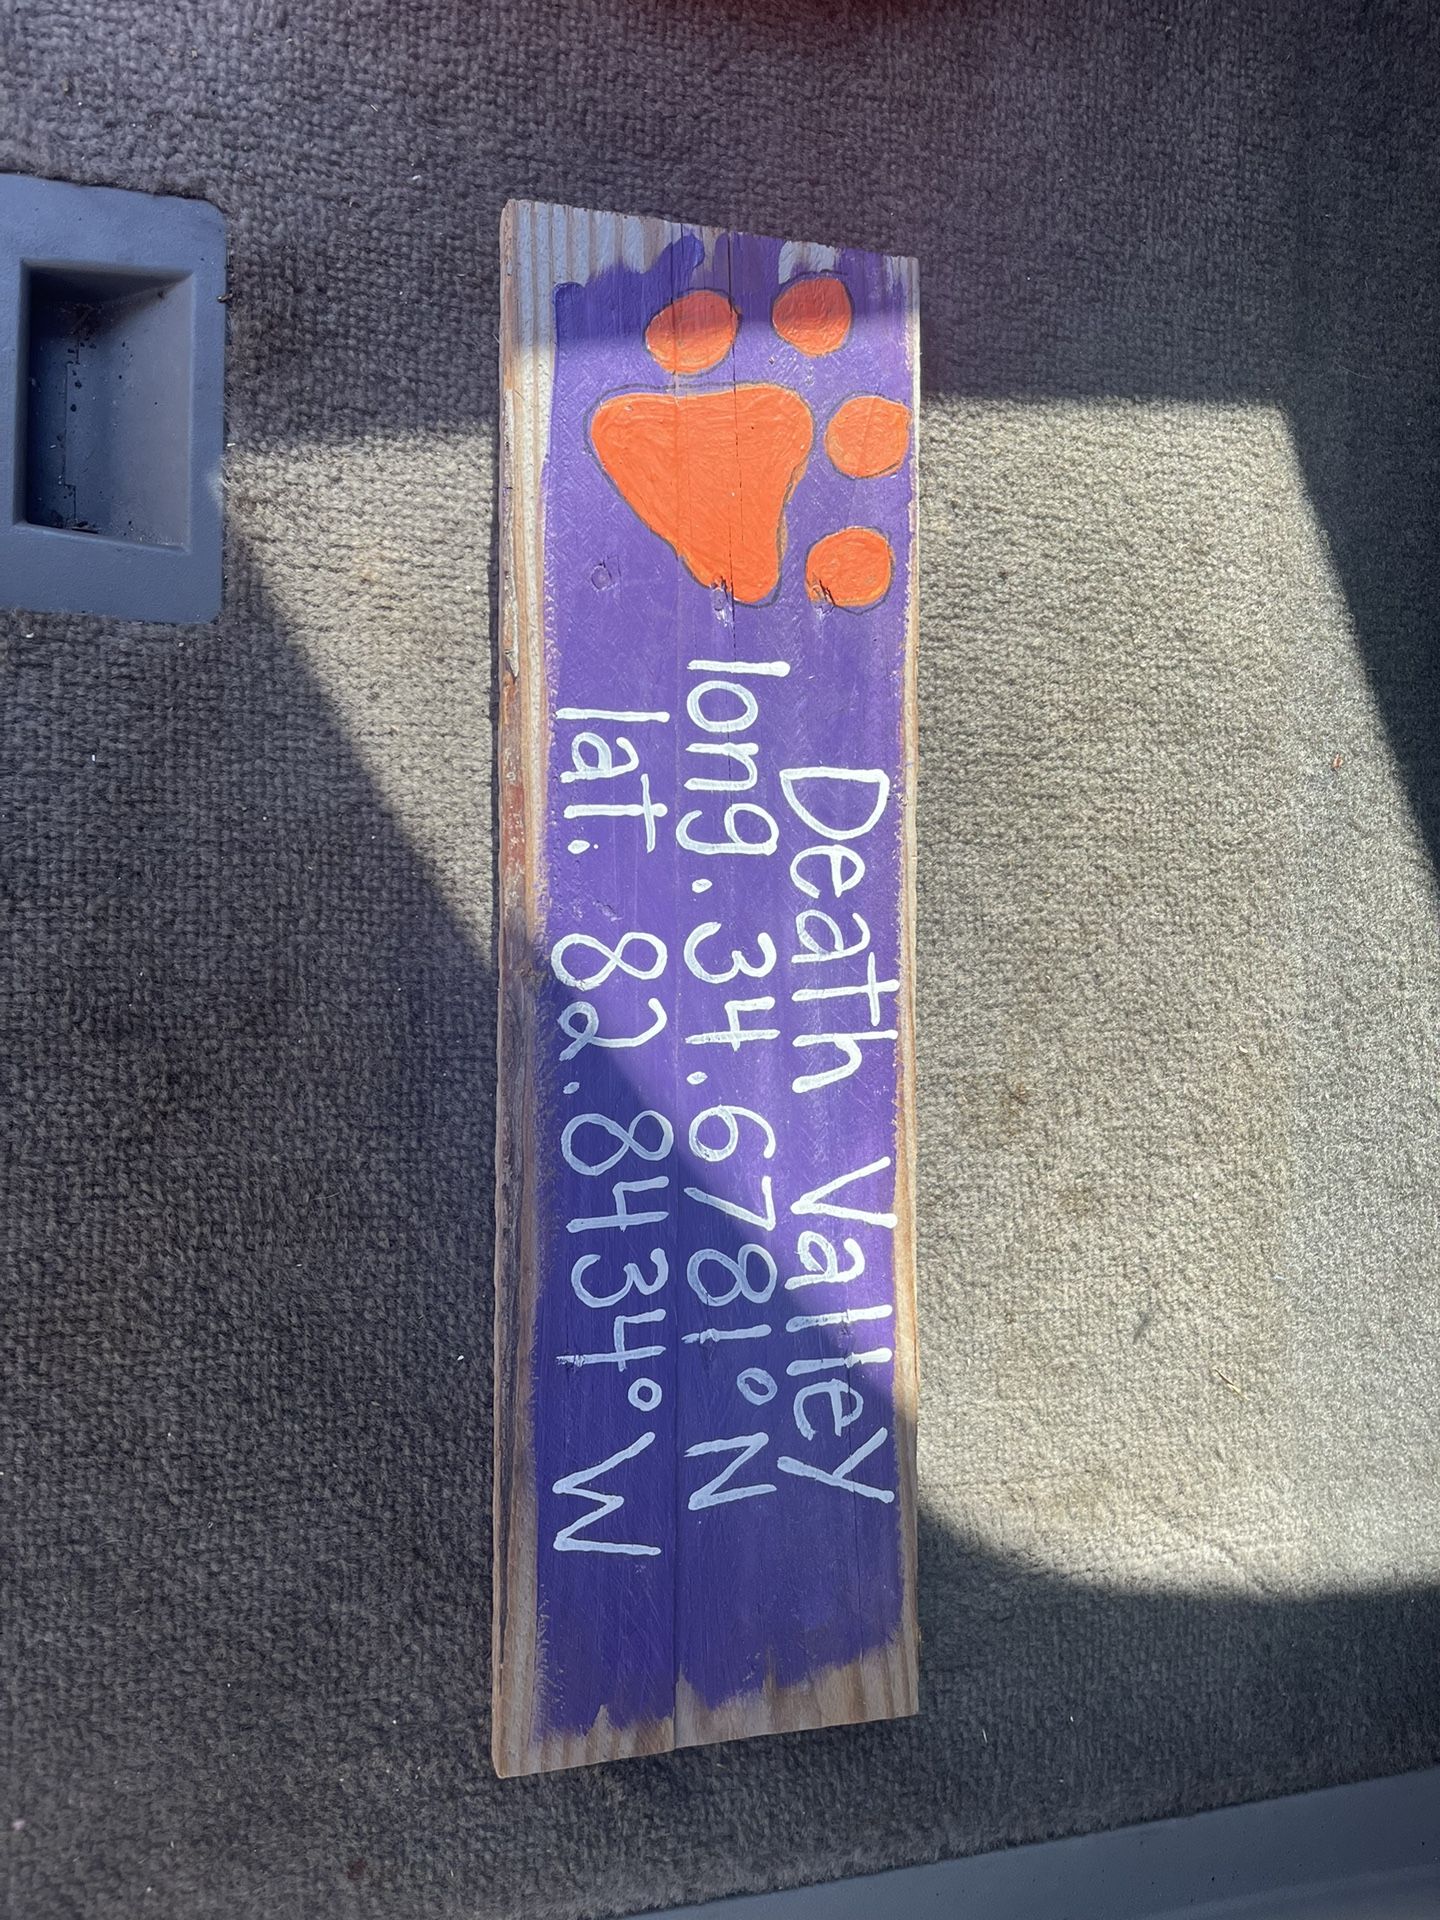 Death Valley
long. 34.6781°N
lat. 82.8434°W